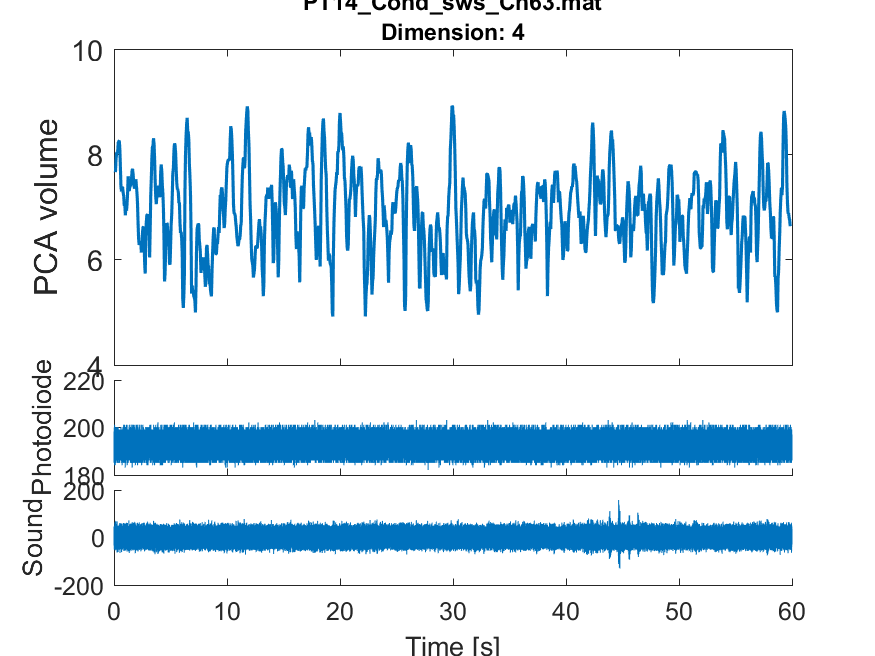 PT14_Cond_sws_Ch63.mat
Dimension: 4
10
8
6
4
PCA volume
220
200
180
Photodiode
200
0
-200
Sound
0 10 20 30 40 50 60
Time [s]